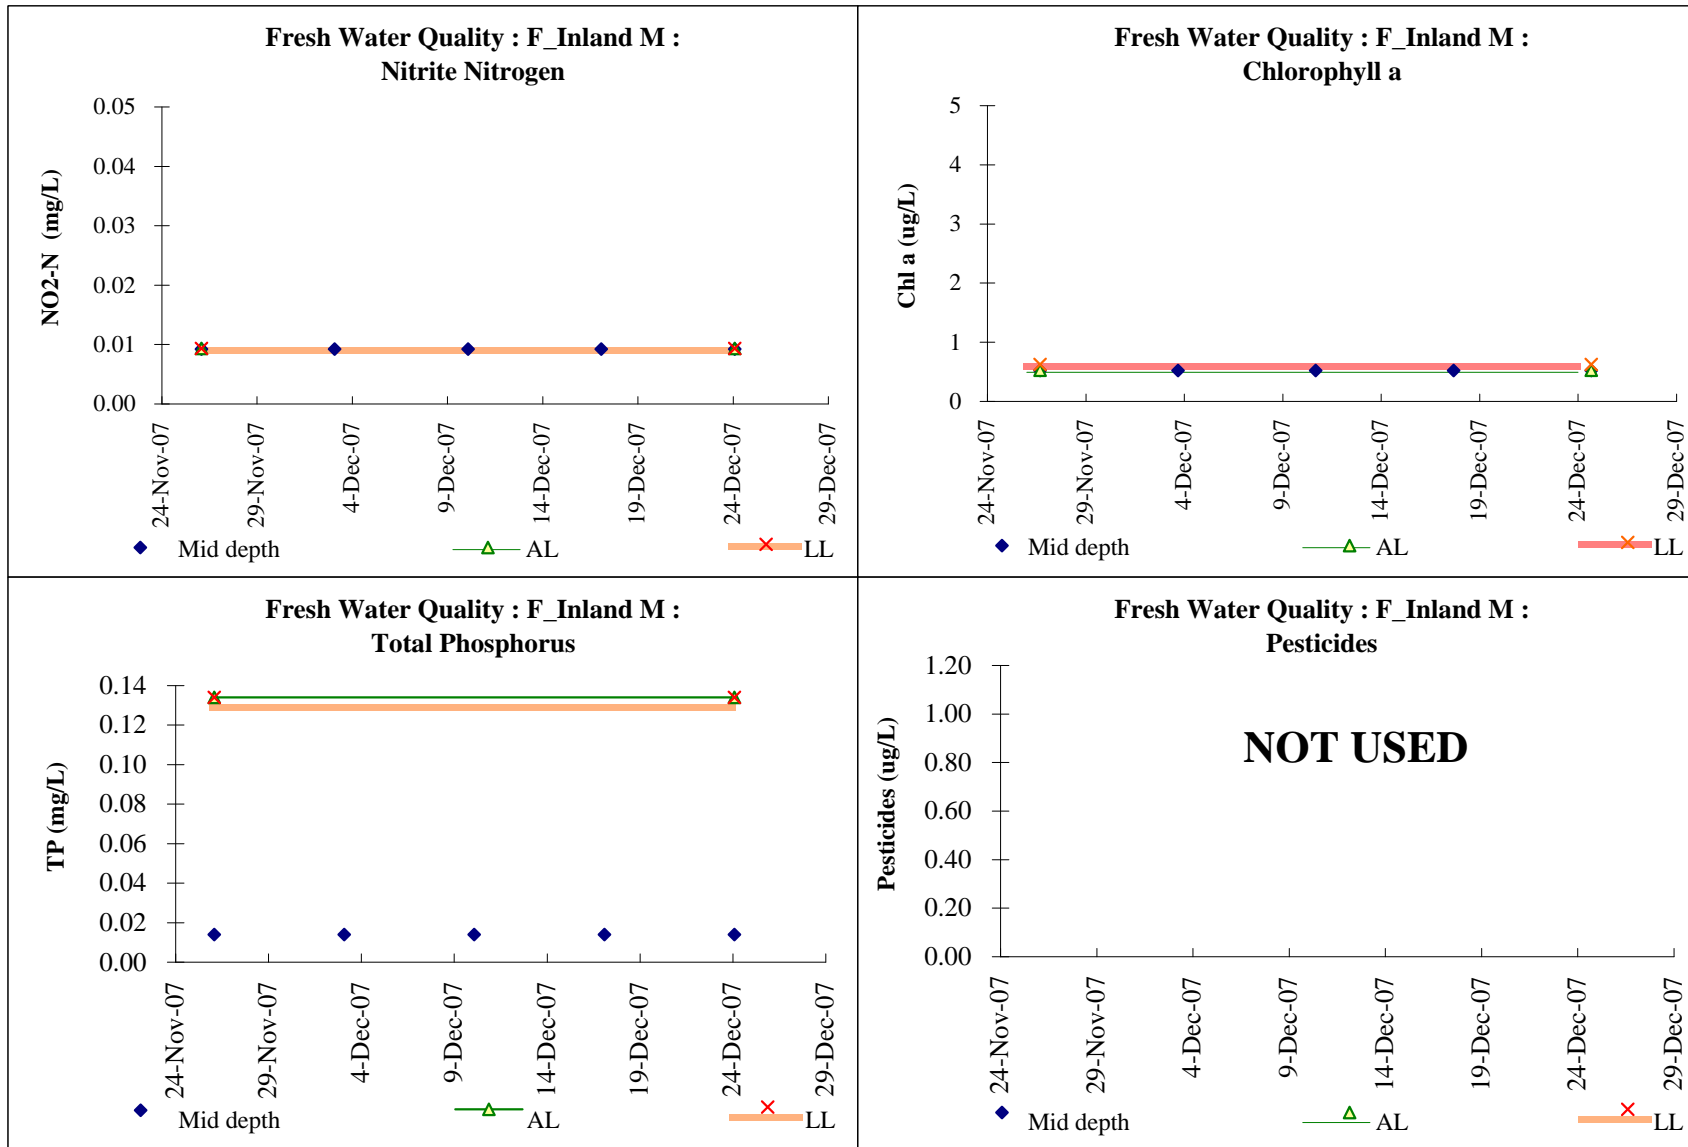 Fresh Water Quality : F_Inland M :
Nitrite Nitrogen
NO2-N (mg/L)
0.05
0.04
0.03
0.02
0.01
0.00
24-Nov-07
29-Nov-07
4-Dec-07
9-Dec-07
14-Dec-07
19-Dec-07
24-Dec-07
29-Dec-07
Mid depth
AL
LL
Fresh Water Quality : F_Inland M :
Chlorophyll a
Chl a (ug/L)
5
4
3
2
1
0
24-Nov-07
29-Nov-07
4-Dec-07
9-Dec-07
14-Dec-07
19-Dec-07
24-Dec-07
29-Dec-07
Mid depth
AL
LL
Fresh Water Quality : F_Inland M :
Total Phosphorus
TP (mg/L)
0.14
0.12
0.10
0.08
0.06
0.04
0.02
0.00
24-Nov-07
29-Nov-07
4-Dec-07
9-Dec-07
14-Dec-07
19-Dec-07
24-Dec-07
29-Dec-07
Mid depth
AL
LL
Fresh Water Quality : F_Inland M :
Pesticides
Pesticides (ug/L)
1.20
1.00
0.80
0.60
0.40
0.20
0.00
NOT USED
24-Nov-07
29-Nov-07
4-Dec-07
9-Dec-07
14-Dec-07
19-Dec-07
24-Dec-07
29-Dec-07
Mid depth
AL
LL